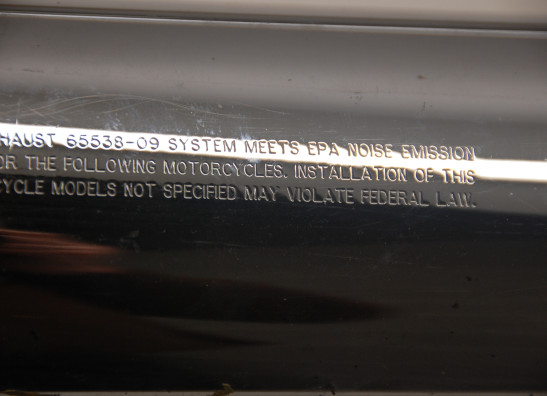 HAUST 65538-09 SYSTEM MEETS EPA NOISE EMISSION
OR THE FOLLOWING MOTORCYCLES. INSTALLATION OF THIS
CYCLE MODELS NOT SPECIFIED MAY VIOLATE FEDERAL LAW.